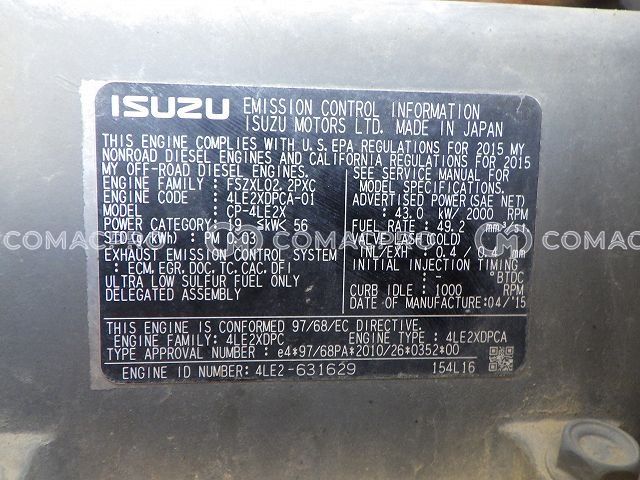 ISUZU EMISSION CONTROL INFORMATION
ISUZU MOTORS LTD. MADE IN JAPAN
THIS ENGINE COMPLIES WITH U.S.EPA REGULATIONS FOR 2015 MY
NONROAD DIESEL ENGINES AND CALIFORNIA REGULATIONS FOR 2015
MY OFF-ROAD DIESEL ENGINES.
ENGINE FAMILY : FSZXL02.2PXC
ENGINE CODE : 4LE2XDPCA-01
MODEL : CP-4LE2X
POWER CATEGORY : 19 ≤kW< 56
STD(g/kWh) : PM 0.03
EXHAUST EMISSION CONTROL SYSTEM
: ECM, EGR, DOC, TC, CAC, DFI
ULTRA LOW SULFUR FUEL ONLY
DELEGATED ASSEMBLY
SEE SERVICE MANUAL FOR
MODEL SPECIFICATIONS.
ADVERTISED POWER(SAE NET)
: 43.0 kW/ 2000 RPM
FUEL RATE : 49.2 mm³/st
VALVE LASH(COLD)
INL/EXH : 0.4 / 0.4 mm
INITIAL INJECTION TIMING
: - °BTDC
CURB IDLE : 1000 RPM
DATE OF MANUFACTURE:04/'15
THIS ENGINE IS CONFORMED 97/68/EC DIRECTIVE.
ENGINE FAMILY: 4LE2XDPC ENGINE TYPE : 4LE2XDPCA
TYPE APPROVAL NUMBER : e4*97/68PA*2010/26*0352*00
ENGINE ID NUMBER: 4LE2-631629 154L16
COMAC
COMAC